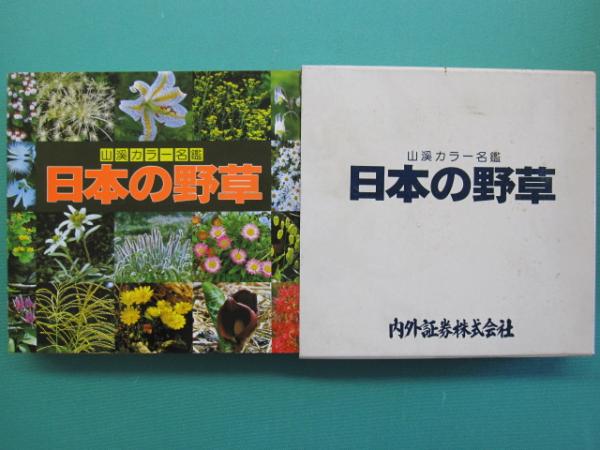 山溪カラー名鑑
日本の野草
山溪カラー名鑑
日本の野草
内外証券株式会社